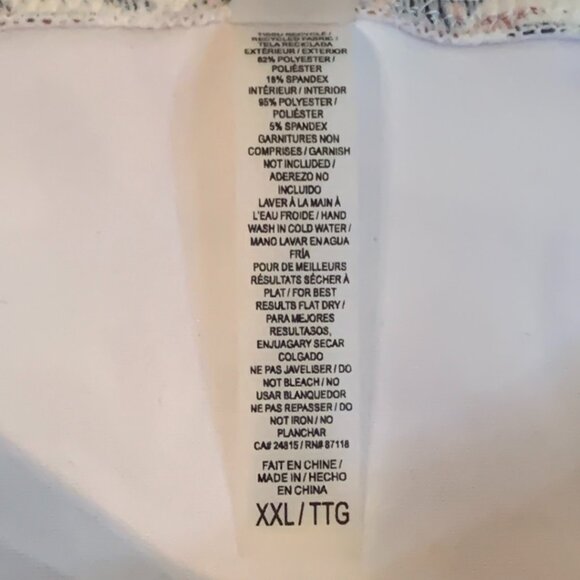 TISSU RECYCLÉ /
RECYCLED FABRIC /
TELA RECICLADA
EXTÉRIEUR / EXTERIOR
82% POLYESTER /
POLIÉSTER
18% SPANDEX
INTÉRIEUR / INTERIOR
95% POLYESTER /
POLIÉSTER
5% SPANDEX
GARNITURES NON
COMPRISES / GARNISH
NOT INCLUDED /
ADEREZO NO
INCLUIDO
LAVER À LA MAIN À
L'EAU FROIDE / HAND
WASH IN COLD WATER /
MANO LAVAR EN AGUA
FRÍA
POUR DE MEILLEURS
RÉSULTATS SÉCHER À
PLAT / FOR BEST
RESULTS FLAT DRY /
PARA MEJORES
RESULTASOS,
ENJUAGARY SECAR
COLGADO
NE PAS JAVELISER / DO
NOT BLEACH / NO
USAR BLANQUEDOR
NE PAS REPASSER / DO
NOT IRON / NO
PLANCHAR
CA# 24815 / RN# 87118
FAIT EN CHINE /
MADE IN / HECHO
EN CHINA
XXL / TTG